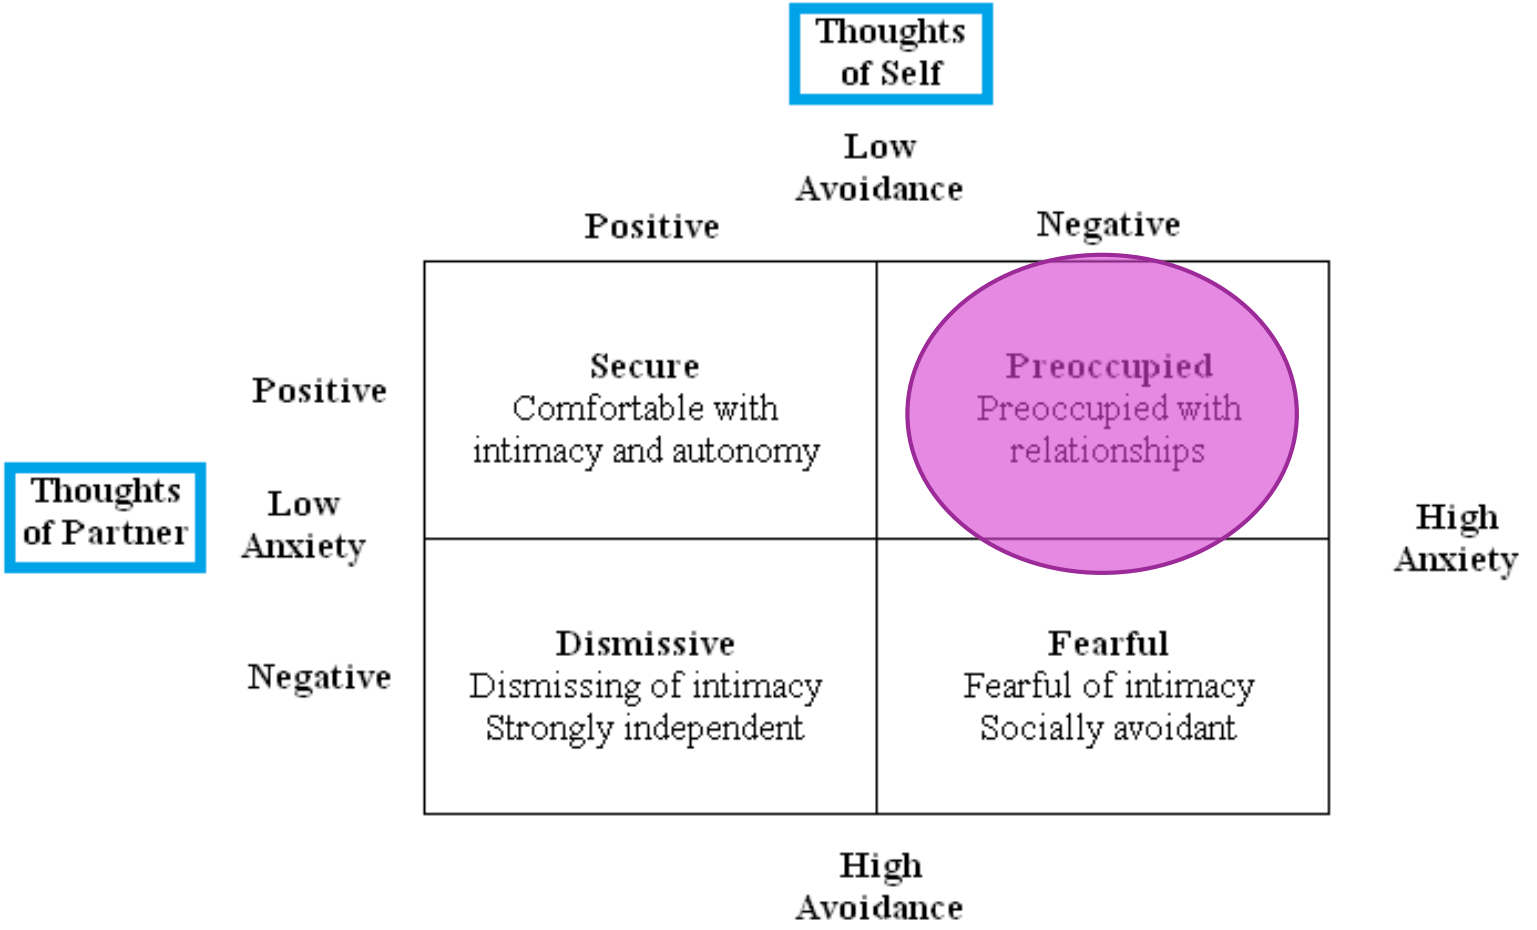 Thoughts
of Self
Low
Avoidance
Positive
Negative
Positive
Secure
Comfortable with
intimacy and autonomy
Preoccupied
Preoccupied with
relationships
Thoughts
of Partner
Low
Anxiety
High
Anxiety
Negative
Dismissive
Dismissing of intimacy
Strongly independent
Fearful
Fearful of intimacy
Socially avoidant
High
Avoidance